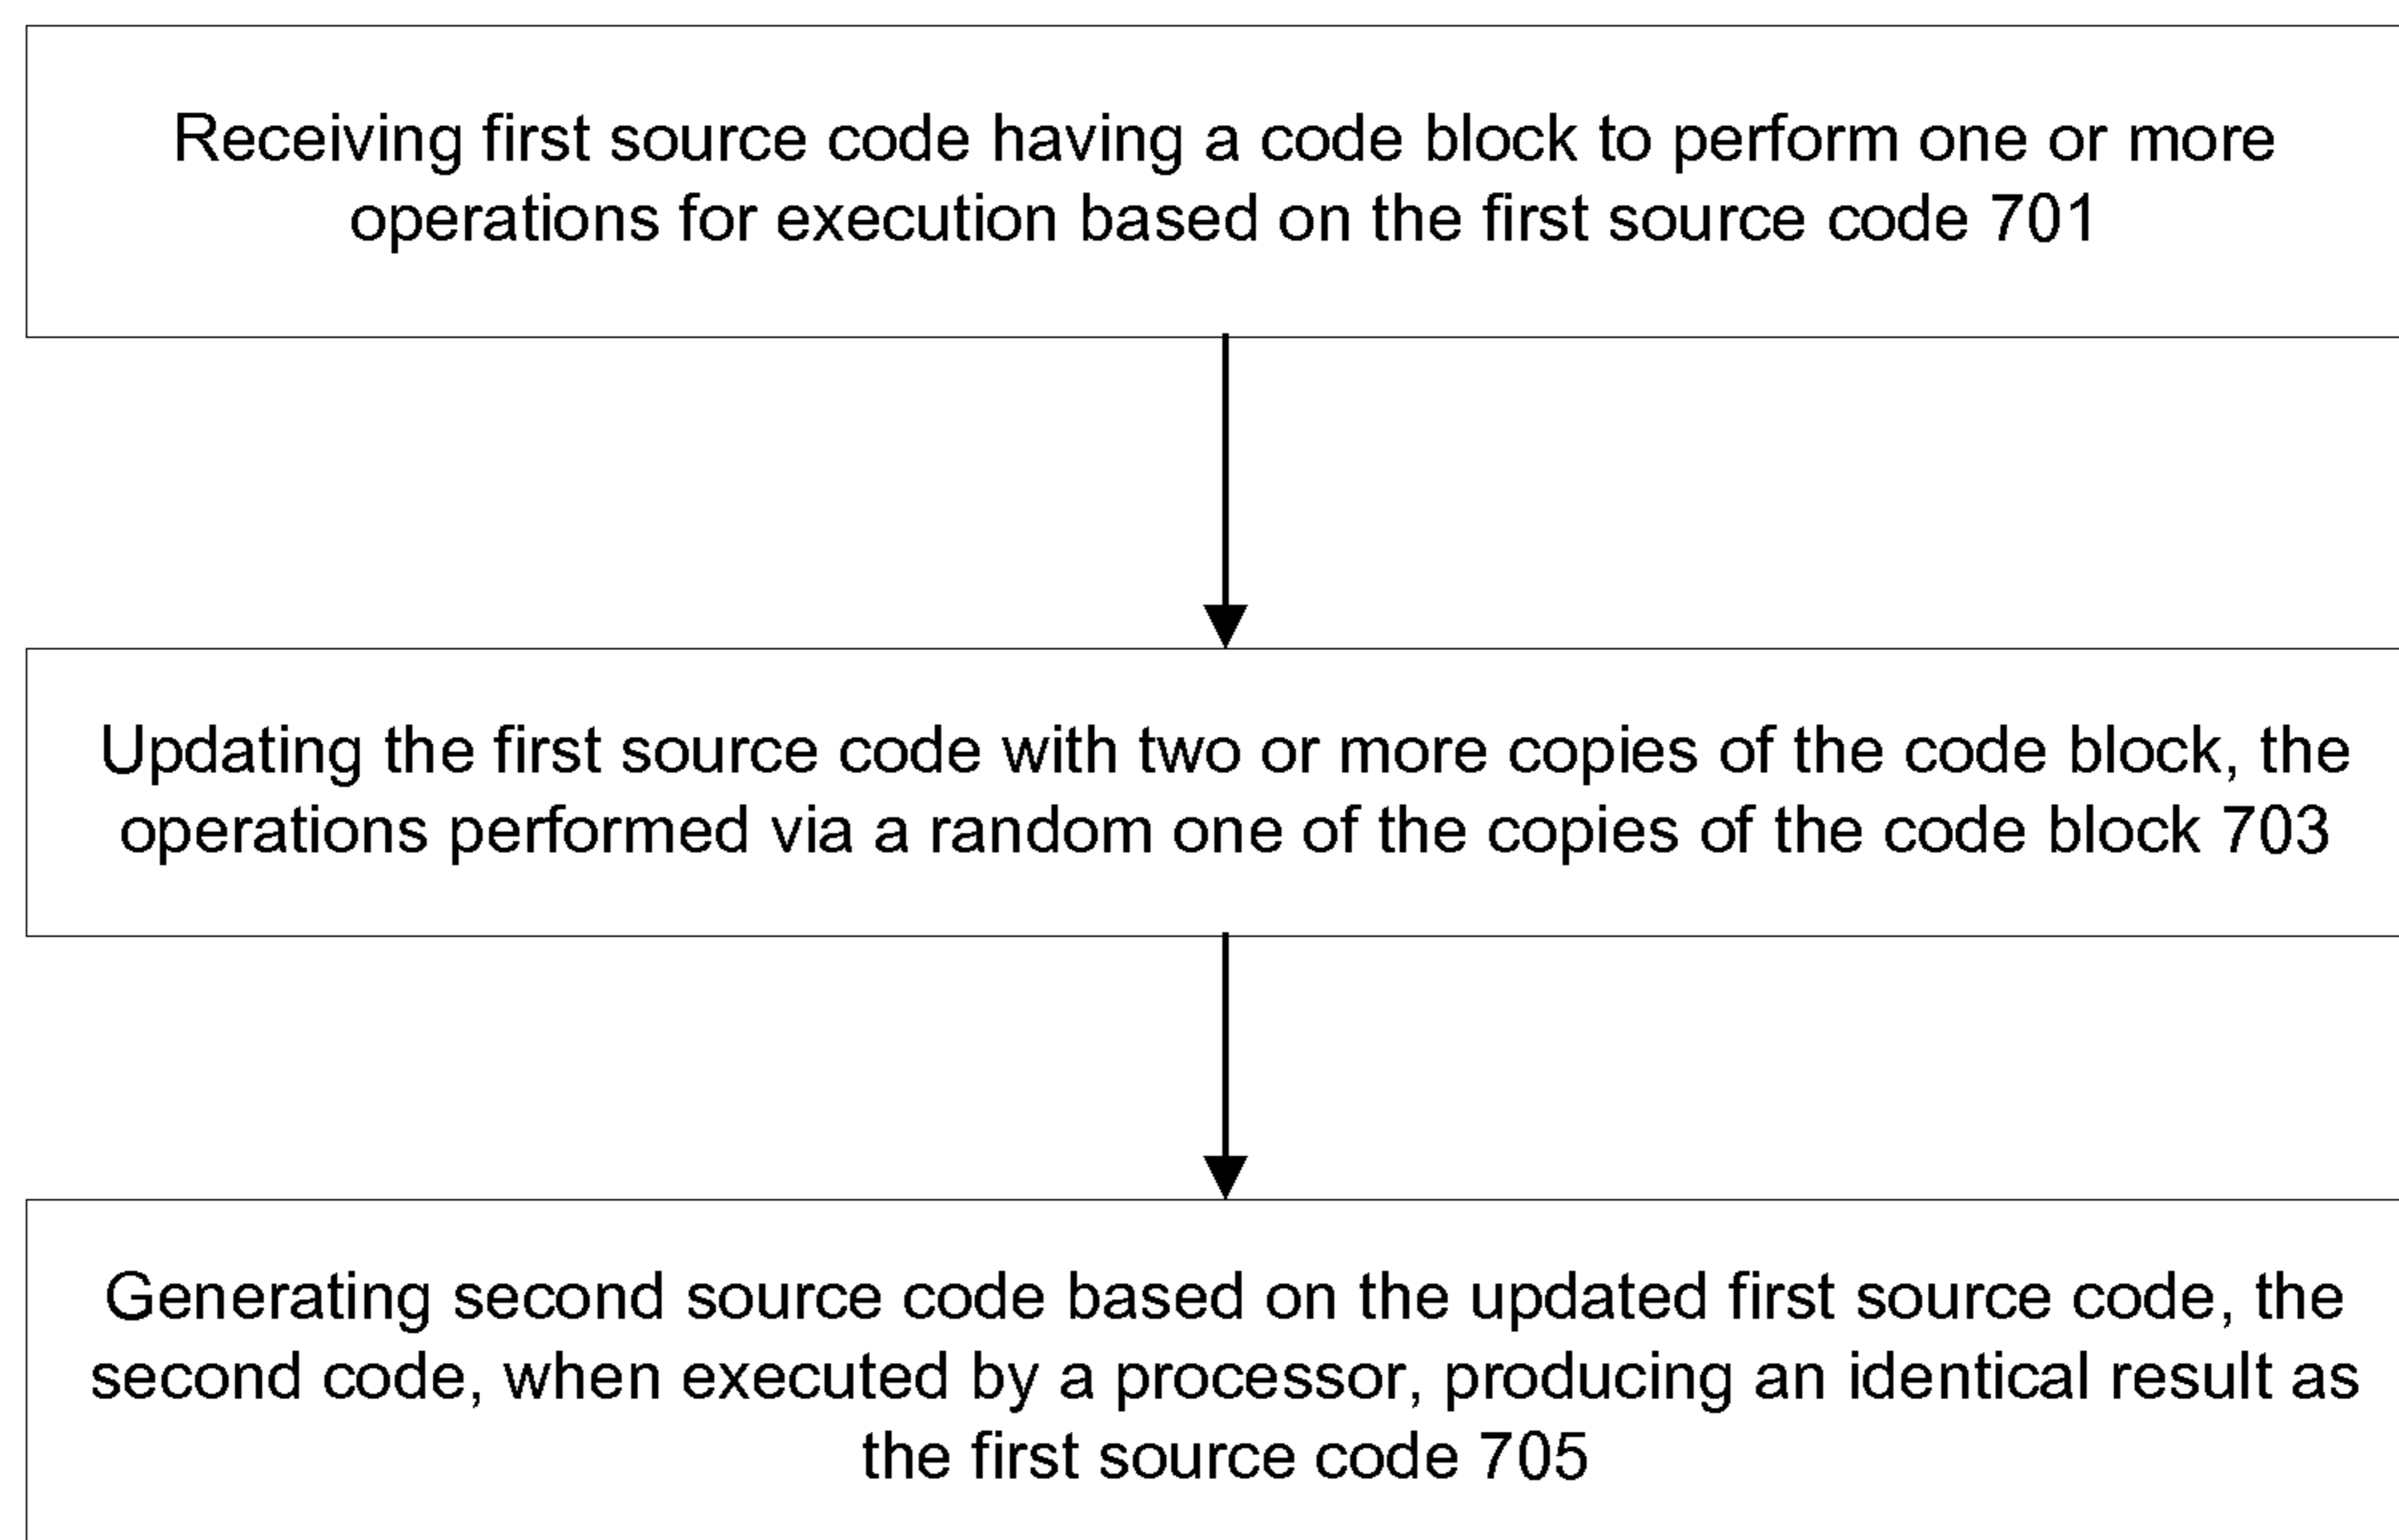 Receiving first source code having a code block to perform one or more
operations for execution based on the first source code 701
Updating the first source code with two or more copies of the code block, the
operations performed via a random one of the copies of the code block 703
Generating second source code based on the updated first source code, the
second code, when executed by a processor, producing an identical result as
the first source code 705